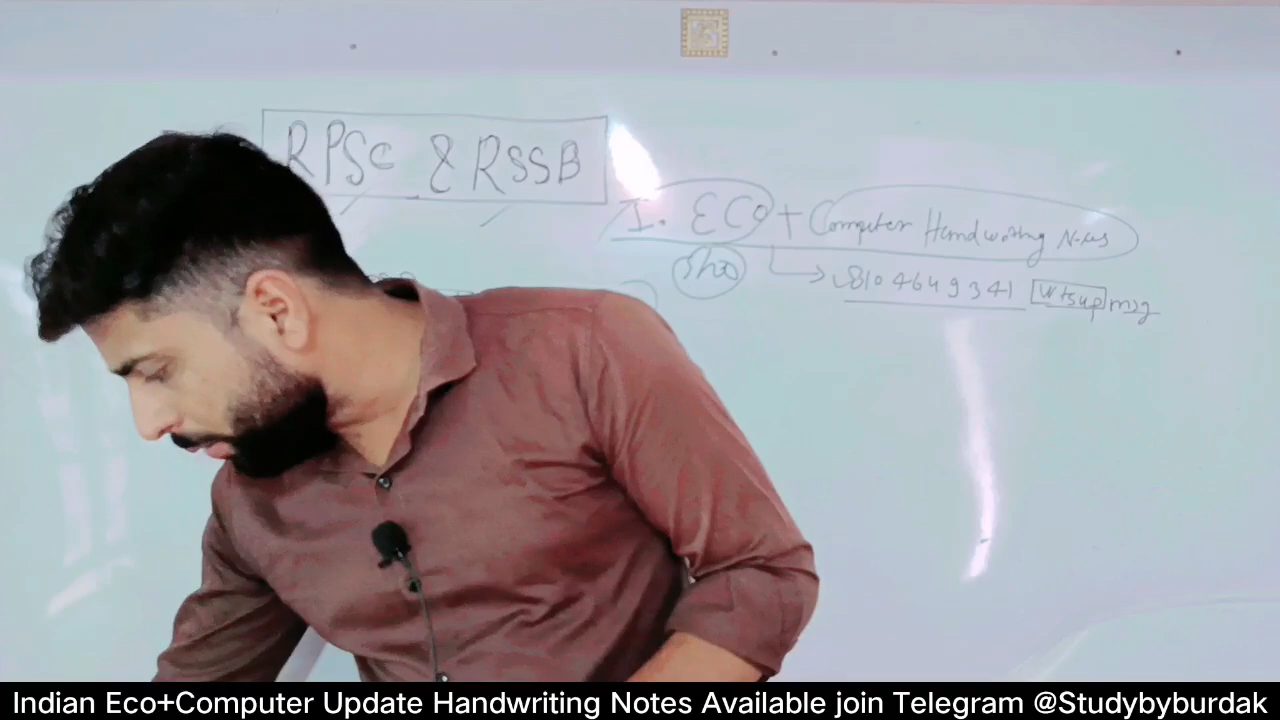 RPSC & RSSB
I. ECO + Computer Handwriting Notes
8104649341 Wtsup msg
Indian Eco+Computer Update Handwriting Notes Available join Telegram @Studybyburdak